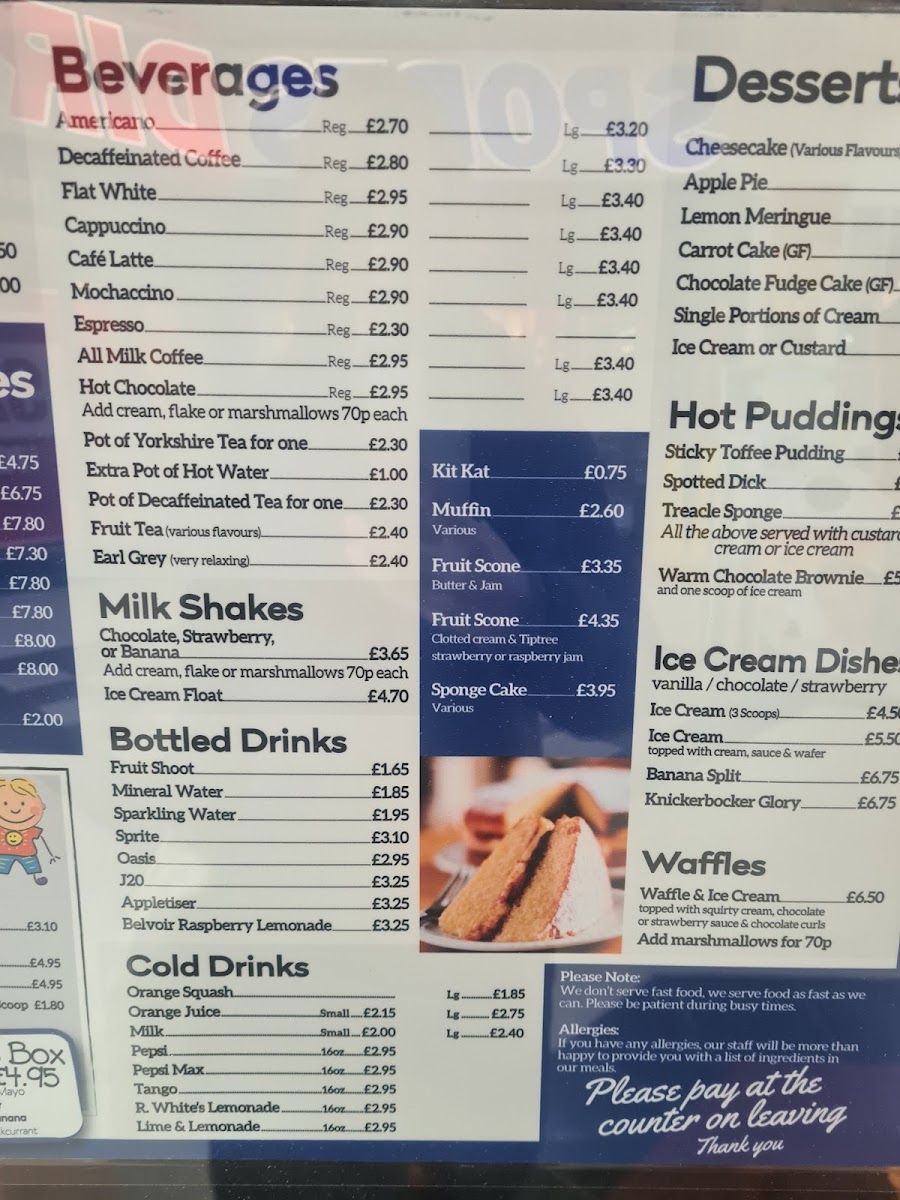 Beverages
Americano Reg £2.70 Lg £3.20
Decaffeinated Coffee Reg £2.80 Lg £3.30
Flat White Reg £2.95 Lg £3.40
Cappuccino Reg £2.90 Lg £3.40
Café Latte Reg £2.90 Lg £3.40
Mochaccino Reg £2.90 Lg £3.40
Espresso Reg £2.30
All Milk Coffee Reg £2.95 Lg £3.40
Hot Chocolate Reg £2.95 Lg £3.40
Add cream, flake or marshmallows 70p each
Pot of Yorkshire Tea for one £2.30
Extra Pot of Hot Water £1.00
Pot of Decaffeinated Tea for one £2.30
Fruit Tea (various flavours) £2.40
Earl Grey (very relaxing) £2.40
Milk Shakes
Chocolate, Strawberry,
or Banana £3.65
Add cream, flake or marshmallows 70p each
Ice Cream Float £4.70
Bottled Drinks
Fruit Shoot £1.65
Mineral Water £1.85
Sparkling Water £1.95
Sprite £3.10
Oasis £2.95
J20 £3.25
Appletiser £3.25
Belvoir Raspberry Lemonade £3.25
Cold Drinks
Orange Squash Lg £1.85
Orange Juice Small £2.15 Lg £2.75
Milk Small £2.00 Lg £2.40
Pepsi 16oz £2.95
Pepsi Max 16oz £2.95
Tango 16oz £2.95
R. White's Lemonade 16oz £2.95
Lime & Lemonade 16oz £2.95
Kit Kat £0.75
Muffin £2.60
Various
Fruit Scone £3.35
Butter & Jam
Fruit Scone £4.35
Clotted cream & Tiptree
strawberry or raspberry jam
Sponge Cake £3.95
Various
Desserts
Cheesecake (Various Flavours
Apple Pie
Lemon Meringue
Carrot Cake (GF)
Chocolate Fudge Cake (GF)
Single Portions of Cream
Ice Cream or Custard
Hot Puddings
Sticky Toffee Pudding
Spotted Dick £
Treacle Sponge £
All the above served with custar
cream or ice cream
Warm Chocolate Brownie £5
and one scoop of ice cream
Ice Cream Dishe
vanilla / chocolate / strawberry
Ice Cream (3 Scoops) £4.50
Ice Cream £5.50
topped with cream, sauce & wafer
Banana Split £6.75
Knickerbocker Glory £6.75
Waffles
Waffle & Ice Cream £6.50
topped with squirty cream, chocolate
or strawberry sauce & chocolate curls
Add marshmallows for 70p
Please Note:
We don't serve fast food, we serve food as fast as we
can. Please be patient during busy times.
Allergies:
If you have any allergies, our staff will be more than
happy to provide you with a list of ingredients in
our meals.
Please pay at the
counter on leaving
Thank you
50
00
es
£4.75
£6.75
£7.80
£7.30
£7.80
£7.80
£8.00
£8.00
£2.00
£3.10
£4.95
£4.95
scoop £1.80
Box
£4.95
Mayo
nana
kcurrant